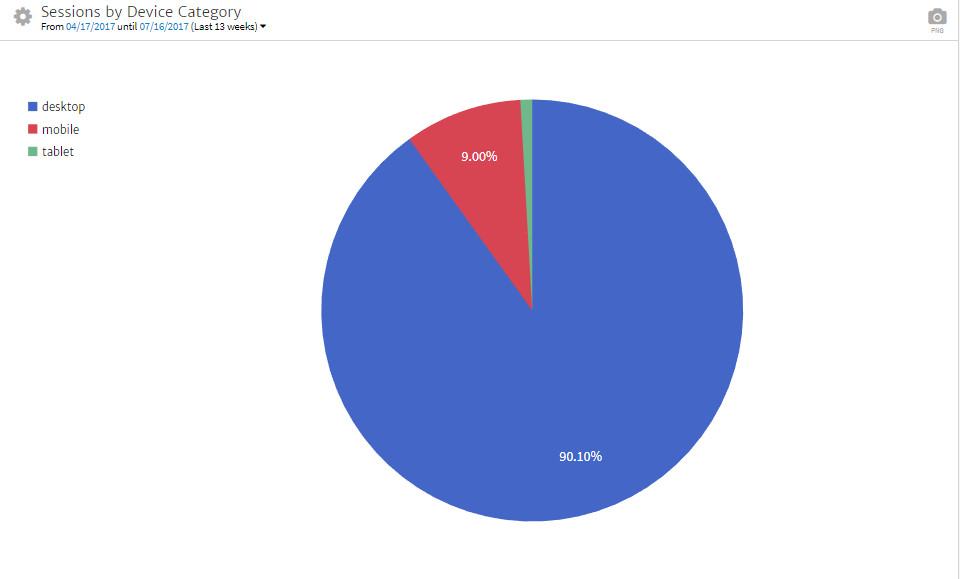 Sessions by Device Category
From 04/17/2017 until 07/16/2017 (Last 13 weeks)
PNG
desktop
mobile
tablet
9.00%
90.10%